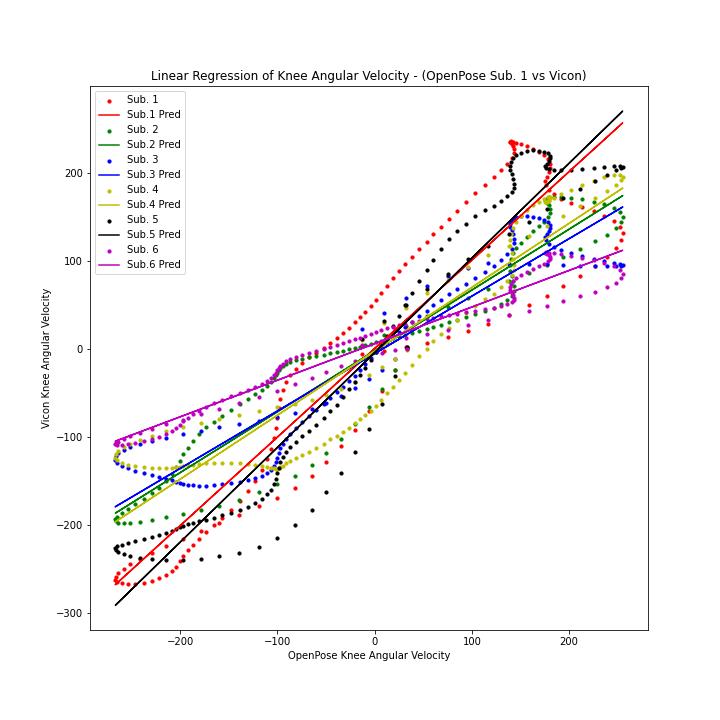 Linear Regression of Knee Angular Velocity - (OpenPose Sub. 1 vs Vicon)
Sub. 1
Sub.1 Pred
Sub. 2
Sub.2 Pred
Sub. 3
Sub.3 Pred
Sub. 4
Sub.4 Pred
Sub. 5
Sub.5 Pred
Sub. 6
Sub.6 Pred
Vicon Knee Angular Velocity
200
100
0
−100
−200
−300
−200 −100 0 100 200
OpenPose Knee Angular Velocity